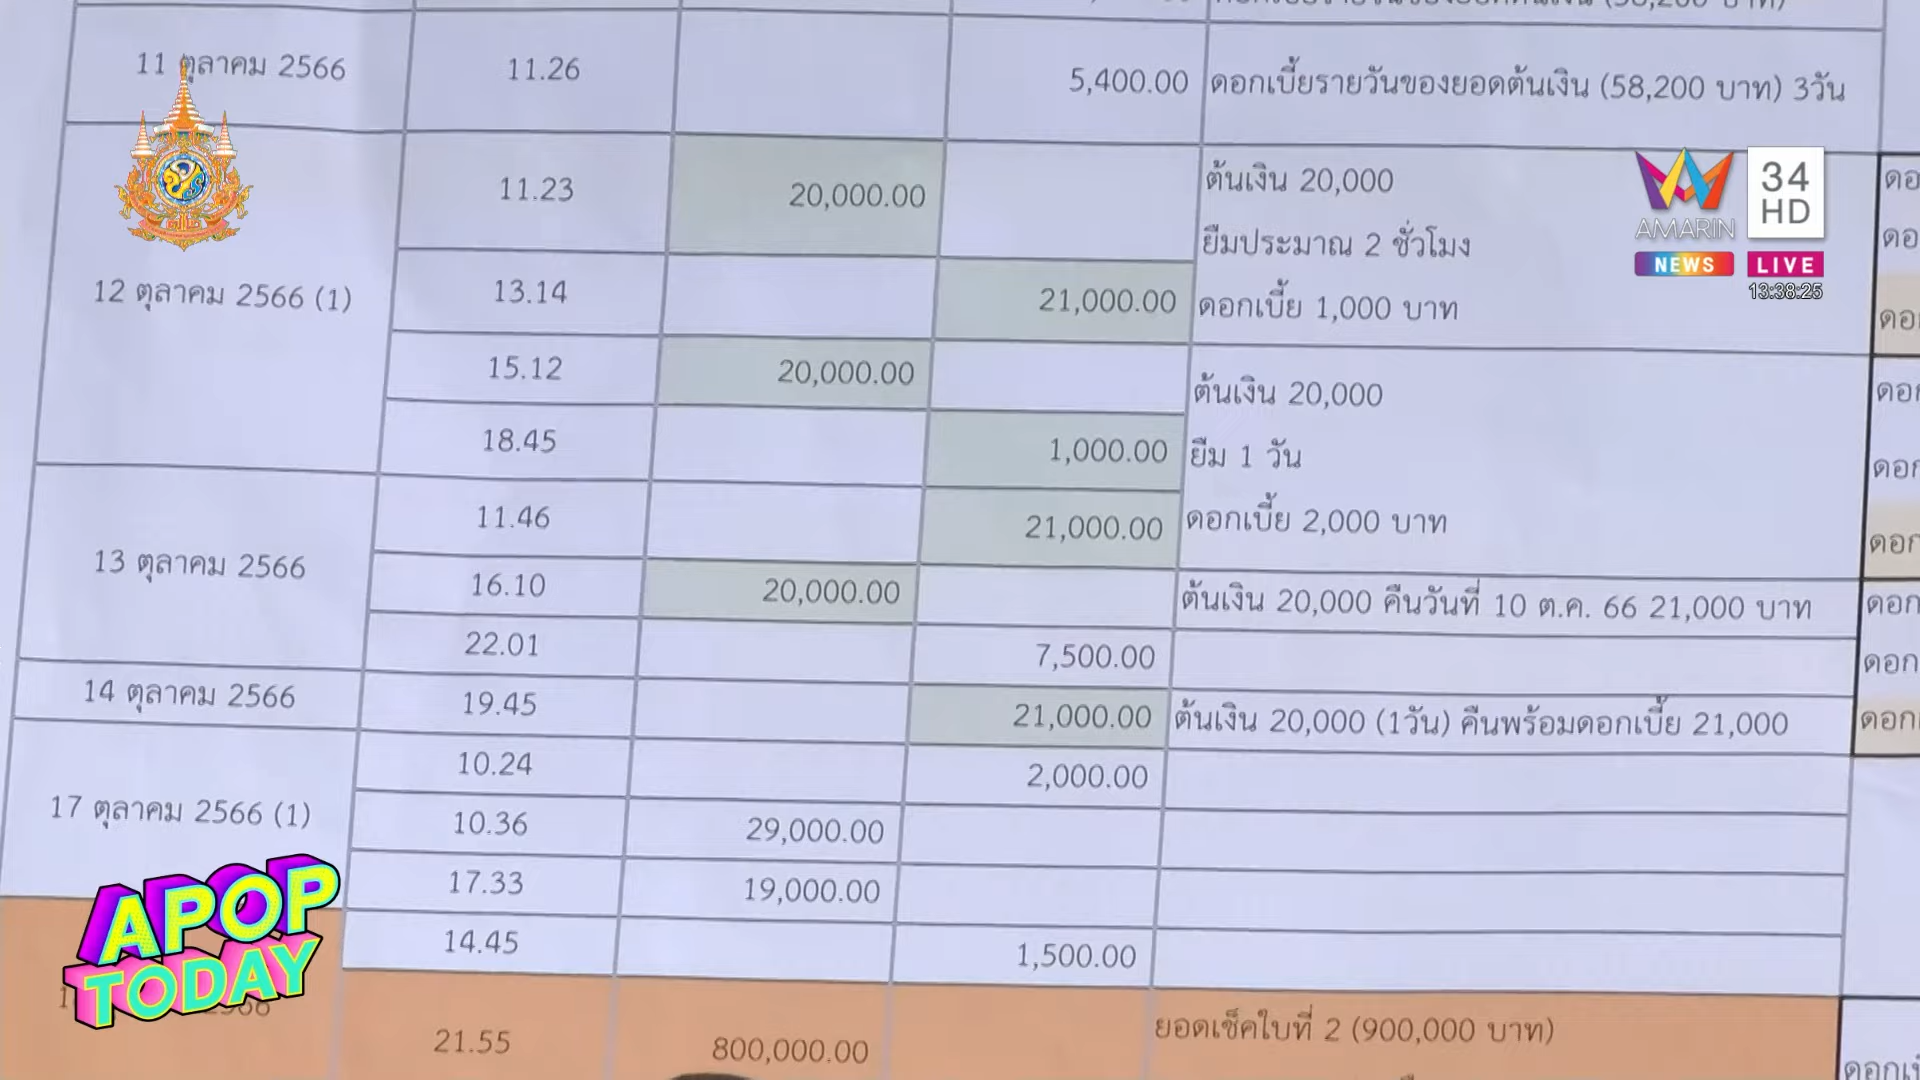 11 ตุลาคม 2566 11.26 5,400.00 ดอกเบี้ยรายวันของยอดต้นเงิน (58,200 บาท) 3วัน
12 ตุลาคม 2566 (1)
11.23 20,000.00 ต้นเงิน 20,000
ยืมประมาณ 2 ชั่วโมง
13.14 21,000.00 ดอกเบี้ย 1,000 บาท
15.12 20,000.00 ต้นเงิน 20,000
18.45 1,000.00 ยืม 1 วัน
13 ตุลาคม 2566
11.46 21,000.00 ดอกเบี้ย 2,000 บาท
16.10 20,000.00 ต้นเงิน 20,000 คืนวันที่ 10 ต.ค. 66 21,000 บาท
22.01 7,500.00
14 ตุลาคม 2566 19.45 21,000.00 ต้นเงิน 20,000 (1วัน) คืนพร้อมดอกเบี้ย 21,000
17 ตุลาคม 2566 (1)
10.24 2,000.00
10.36 29,000.00
17.33 19,000.00
14.45 1,500.00
21.55 800,000.00 ยอดเช็คใบที่ 2 (900,000 บาท)
AMARIN
34
HD
NEWS LIVE
13:38:25
APOP
TODAY